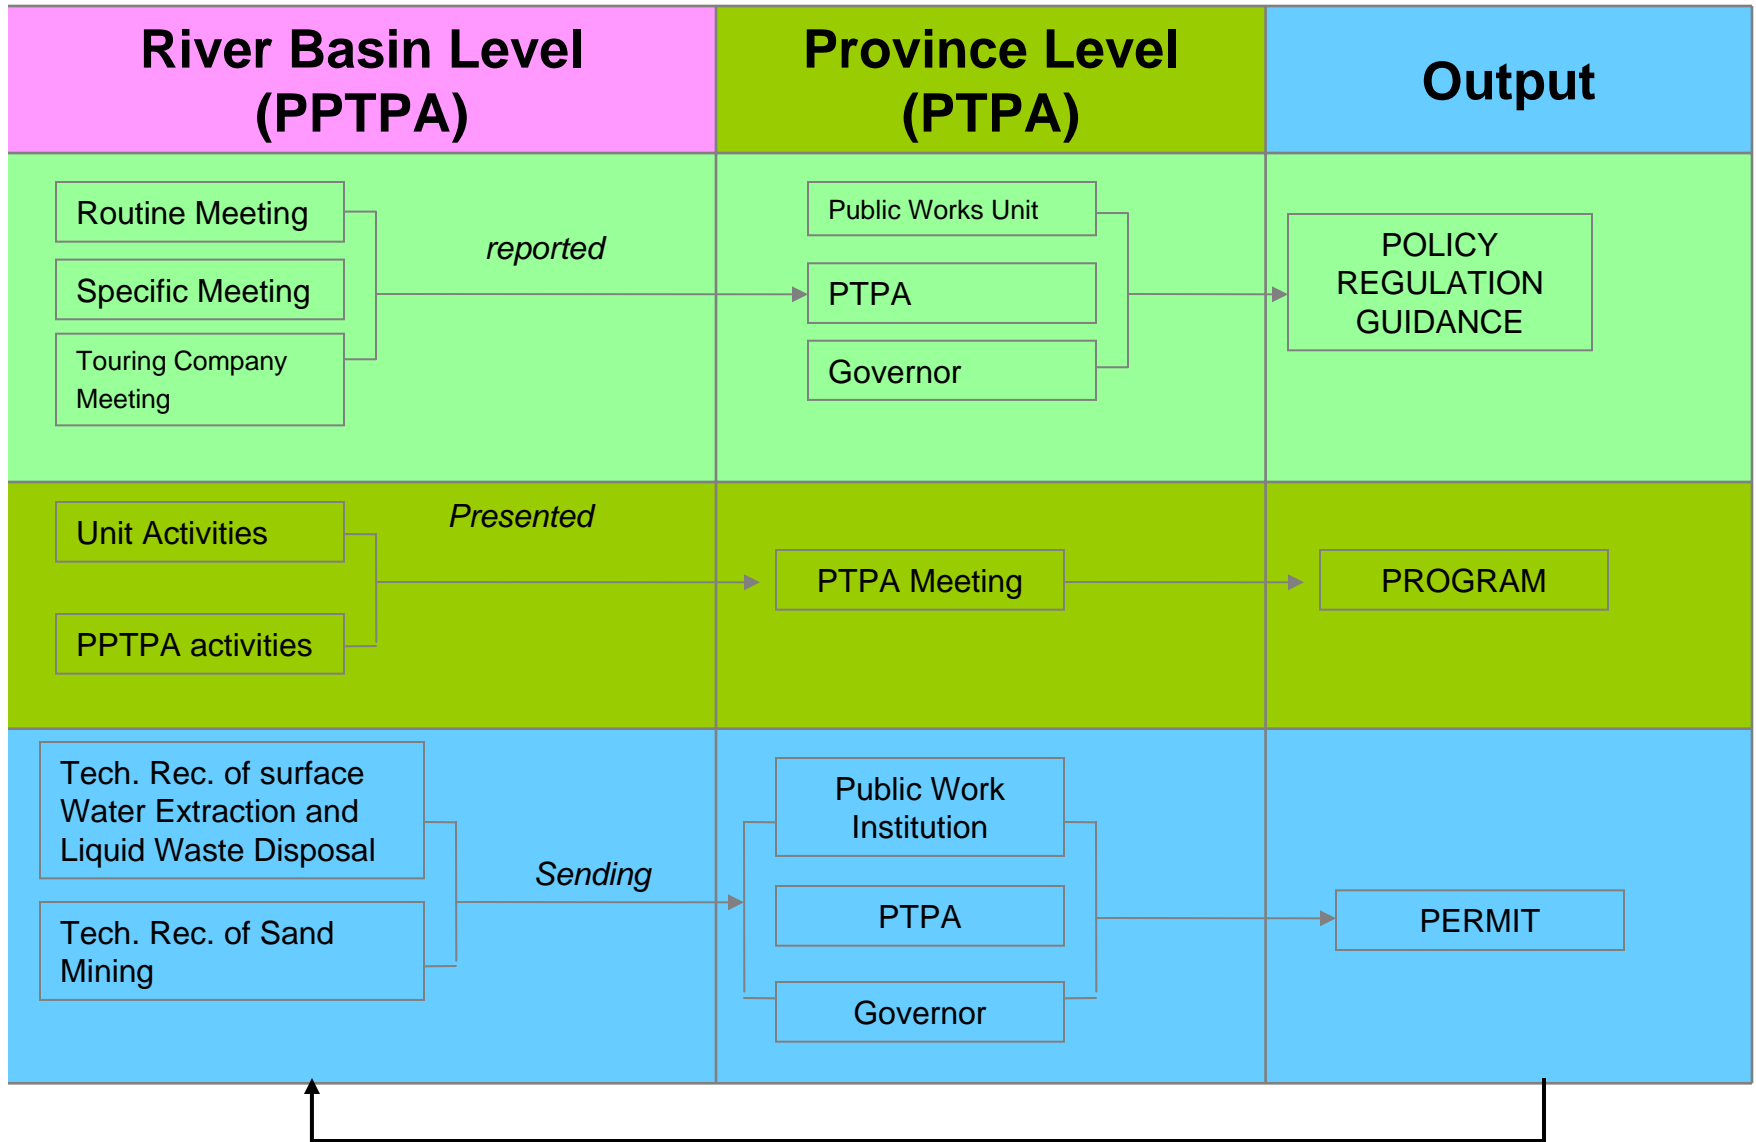 River Basin Level
(PPTPA)
Province Level
(PTPA)
Output
Routine Meeting
Specific Meeting
Touring Company
Meeting
reported
Public Works Unit
PTPA
Governor
POLICY
REGULATION
GUIDANCE
Unit Activities
PPTPA activities
Presented
PTPA Meeting
PROGRAM
Tech. Rec. of surface
Water Extraction and
Liquid Waste Disposal
Tech. Rec. of Sand
Mining
Sending
Public Work
Institution
PTPA
Governor
PERMIT